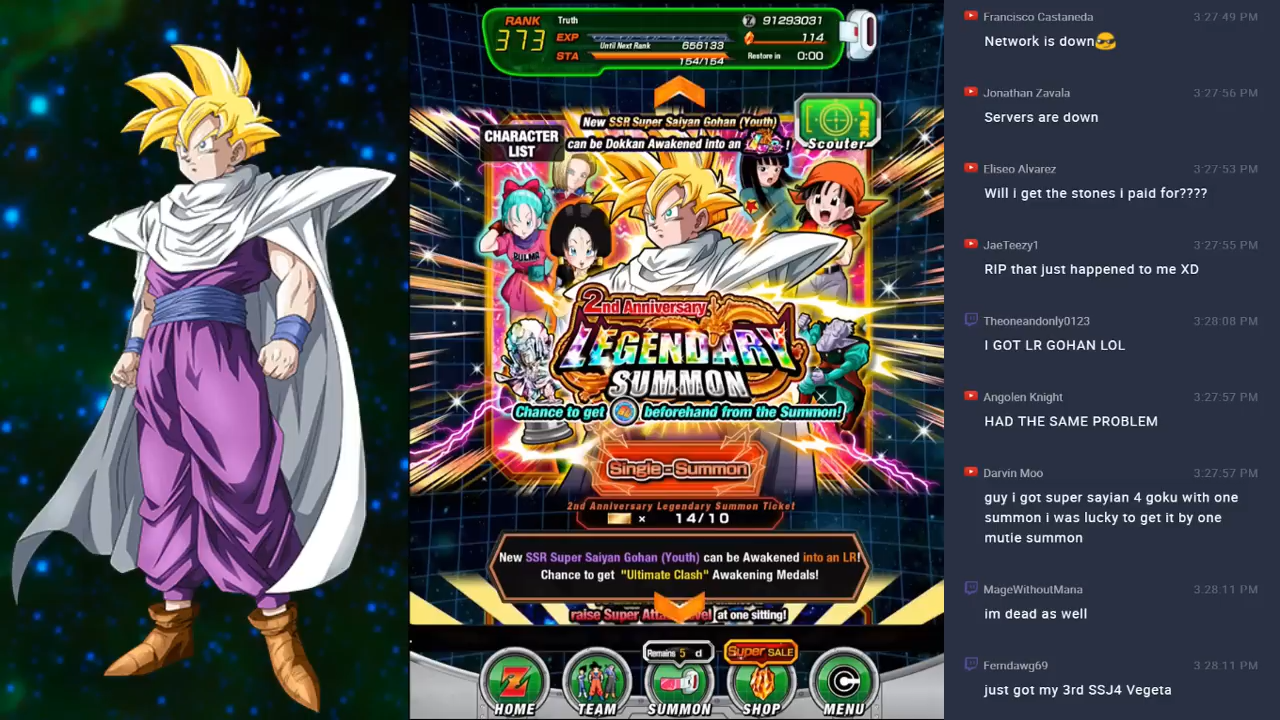 RANK
373
Truth
91293031
EXP
Until Next Rank
656133
114
STA
154/154
Restore in
0:00
CHARACTER
LIST
New SSR Super Saiyan Gohan (Youth)
can be Dokkan Awakened into an LR!
Scouter
BULMA
2nd Anniversary
LEGENDARY
SUMMON
Chance to get beforehand from the Summon!
Single-Summon
2nd Anniversary Legendary Summon Ticket
× 14/10
New SSR Super Saiyan Gohan (Youth) can be Awakened into an LR!
Chance to get "Ultimate Clash" Awakening Medals!
raise Super Atta vel at one sitting!
Remains 5 d
Super SALE
HOME
TEAM
SUMMON
SHOP
MENU
Francisco Castaneda
3:27:49 PM
Network is down😎
Jonathan Zavala
3:27:56 PM
Servers are down
Eliseo Alvarez
3:27:53 PM
Will i get the stones i paid for????
JaeTeezy1
3:27:55 PM
RIP that just happened to me XD
Theoneandonly0123
3:28:08 PM
I GOT LR GOHAN LOL
Angolen Knight
3:27:57 PM
HAD THE SAME PROBLEM
Darvin Moo
3:27:57 PM
guy i got super sayian 4 goku with one
summon i was lucky to get it by one
mutie summon
MageWithoutMana
3:28:11 PM
im dead as well
Ferndawg69
3:28:11 PM
just got my 3rd SSJ4 Vegeta